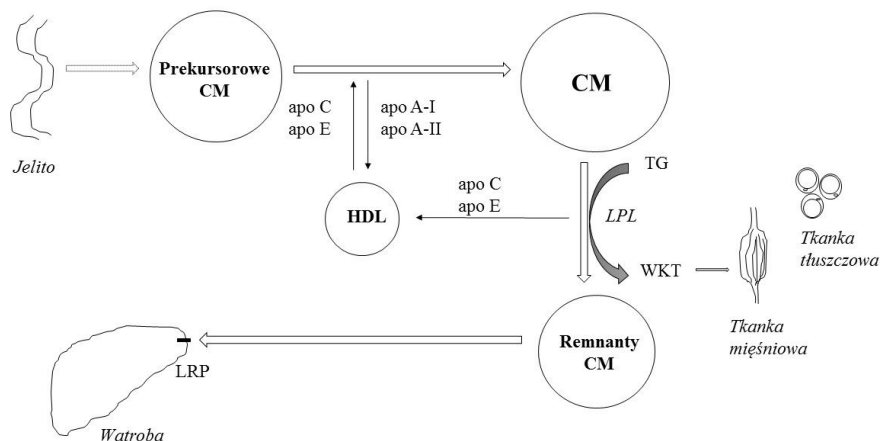 Prekursorowe
CM
CM
apo C
apo E
apo A-I
apo A-II
Jelito
HDL
apo C
apo E
TG
LPL
WKT
Tkanka
tłuszczowa
Tkanka
mięśniowa
Remnanty
CM
LRP
Wątroba